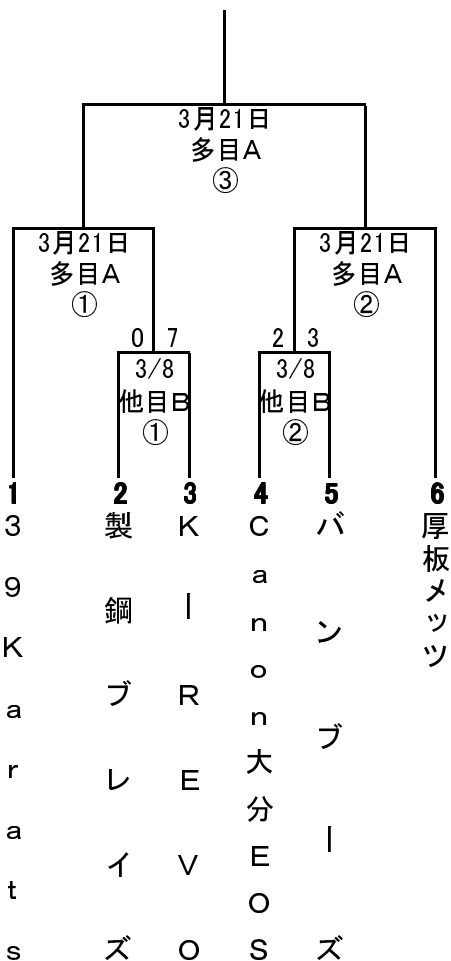 3月21日
多目A
③
3月21日
多目A
①
3月21日
多目A
②
0 7
3/8
他目B
①
2 3
3/8
他目B
②
1
39Karats
2
製鋼ブレイズ
3
KーREVO
4
Canon大分EOS
5
バンブーズ
6
厚板メッツ